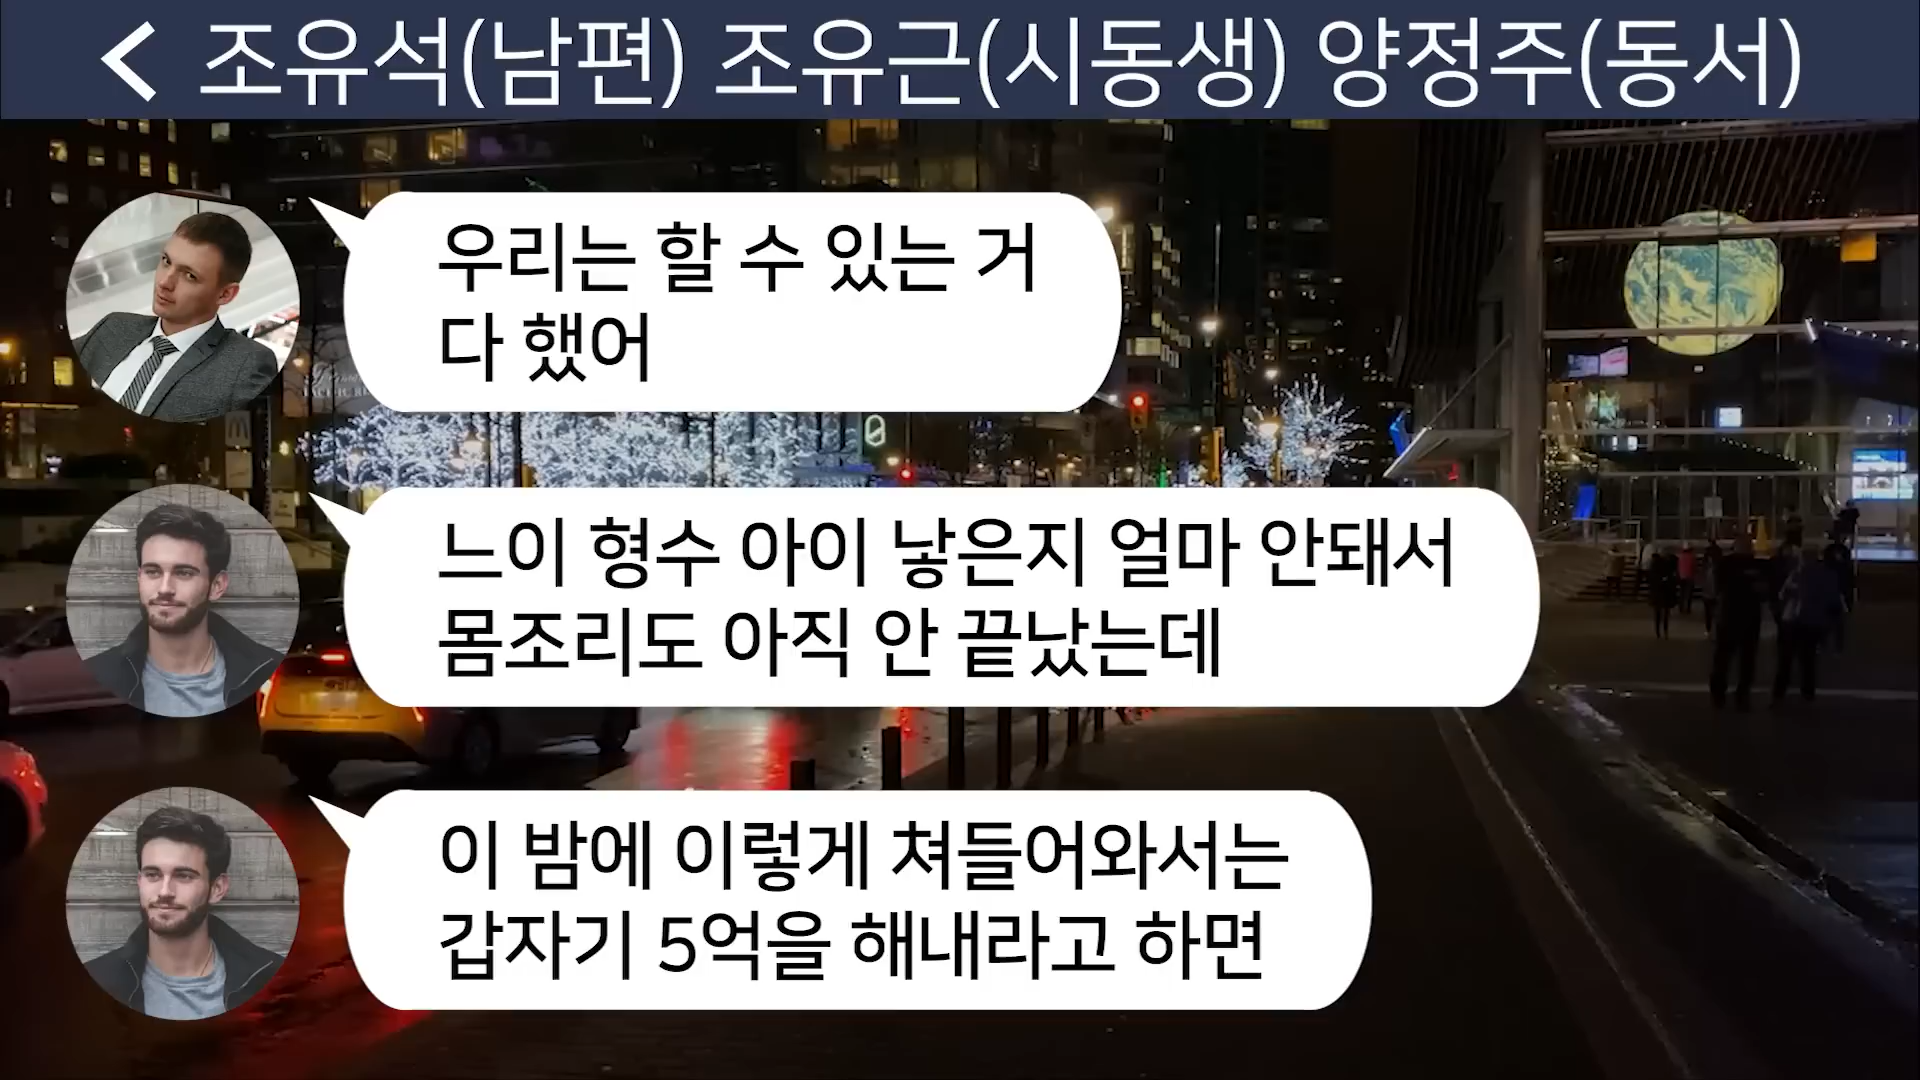 조유석(남편) 조유근(시동생) 양정주(동서)
우리는 할 수 있는 거
다 했어
느이 형수 아이 낳은지 얼마 안돼서
몸조리도 아직 안 끝났는데
이 밤에 이렇게 쳐들어와서는
갑자기 5억을 해내라고 하면